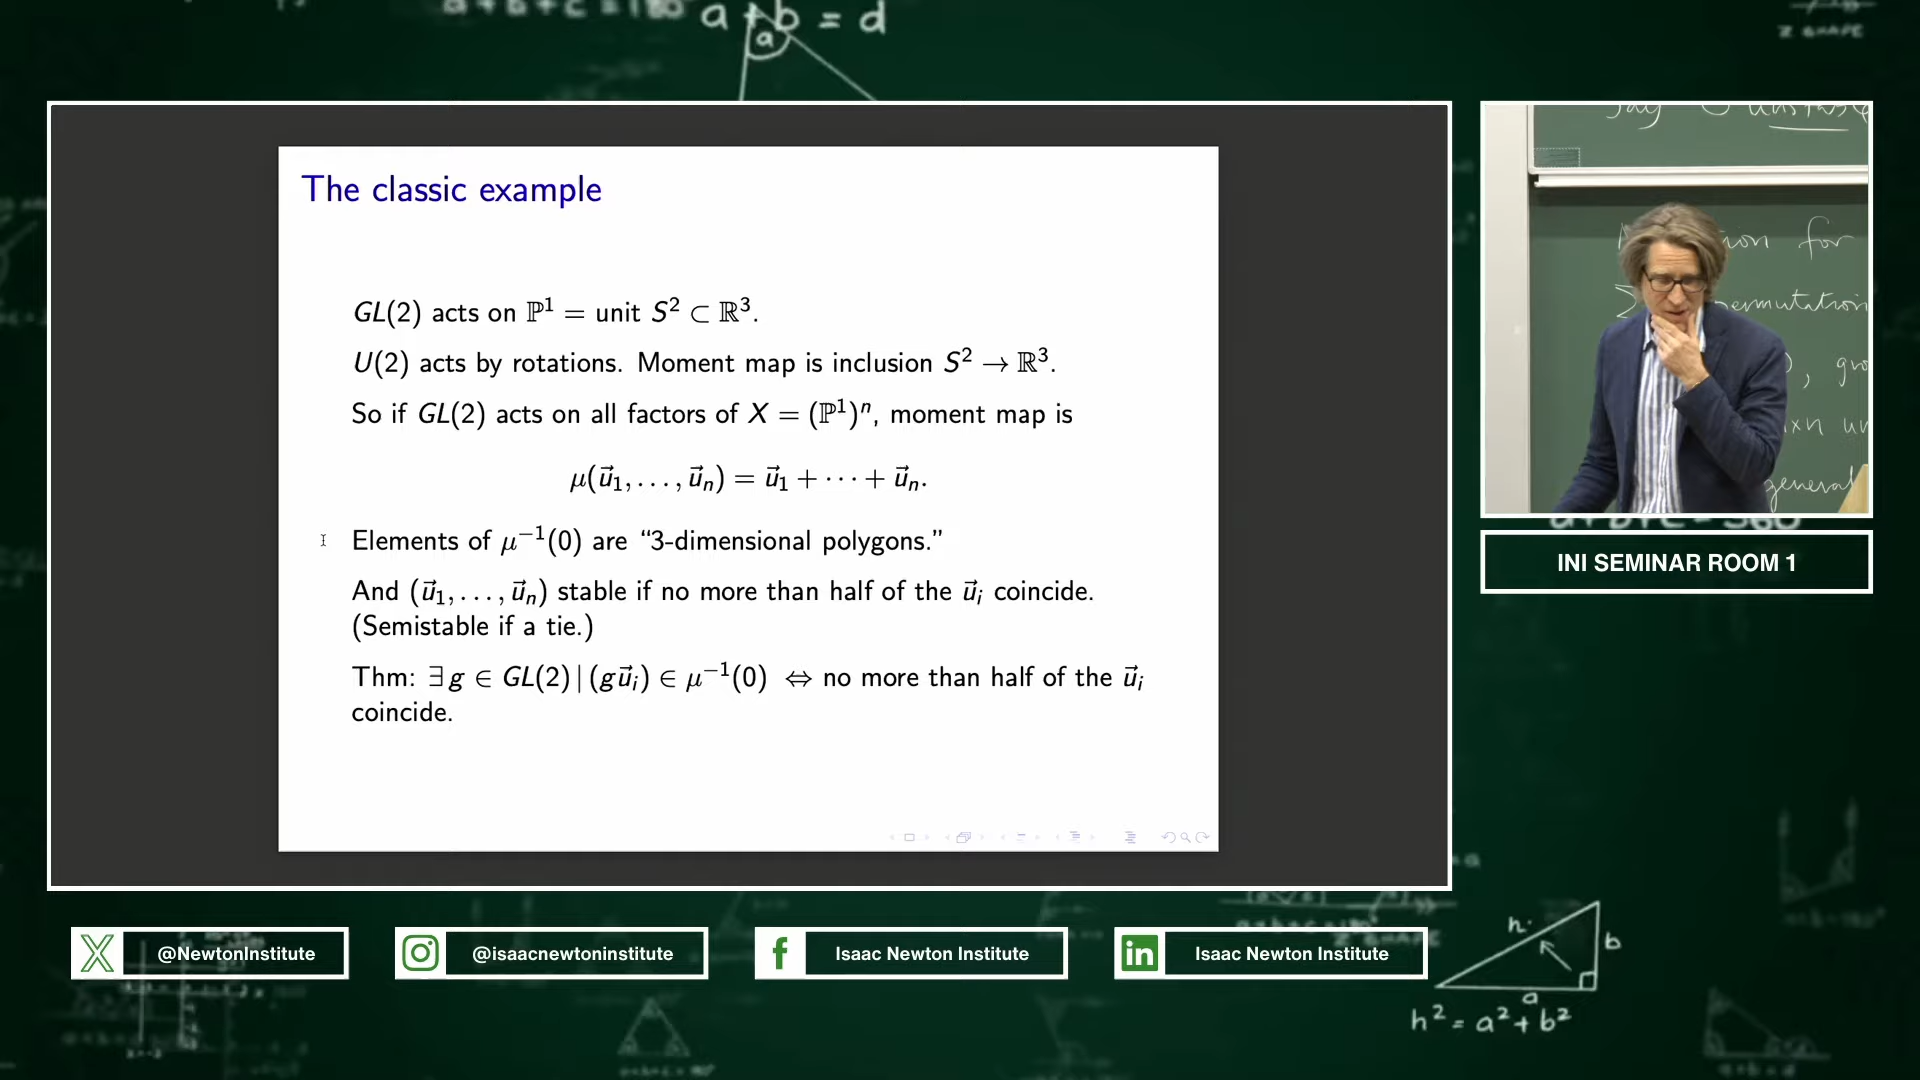 a + b = d
a
The classic example
GL(2) acts on ℙ¹ = unit S² ⊂ ℝ³.
U(2) acts by rotations. Moment map is inclusion S² → ℝ³.
So if GL(2) acts on all factors of X = (ℙ¹)ⁿ, moment map is
μ(u⃗₁, . . . , u⃗ₙ) = u⃗₁ + · · · + u⃗ₙ.
Elements of μ⁻¹(0) are “3-dimensional polygons.”
And (u⃗₁, . . . , u⃗ₙ) stable if no more than half of the u⃗ᵢ coincide.
(Semistable if a tie.)
Thm: ∃ g ∈ GL(2) | (gu⃗ᵢ) ∈ μ⁻¹(0) ⇔ no more than half of the u⃗ᵢ
coincide.
unstable
for
permutation
general
INI SEMINAR ROOM 1
@NewtonInstitute
@isaacnewtoninstitute
Isaac Newton Institute
Isaac Newton Institute
h
b
a
h² = a² + b²